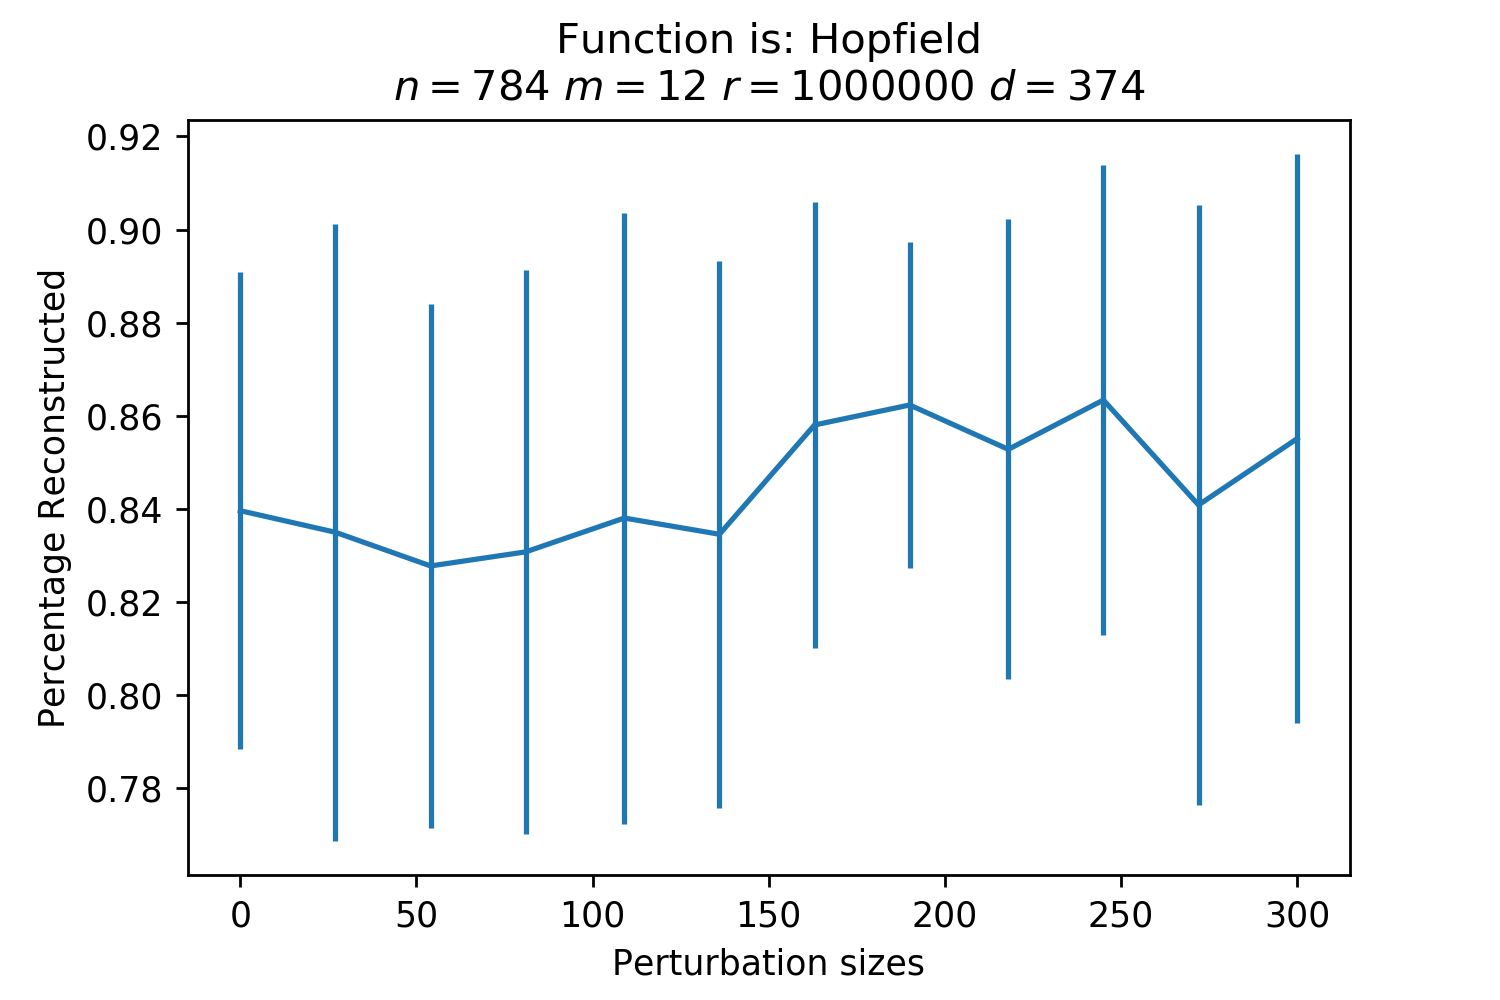 Function is: Hopfield
n = 784 m = 12 r = 1000000 d = 374
Percentage Reconstructed
0.92
0.90
0.88
0.86
0.84
0.82
0.80
0.78
0 50 100 150 200 250 300
Perturbation sizes